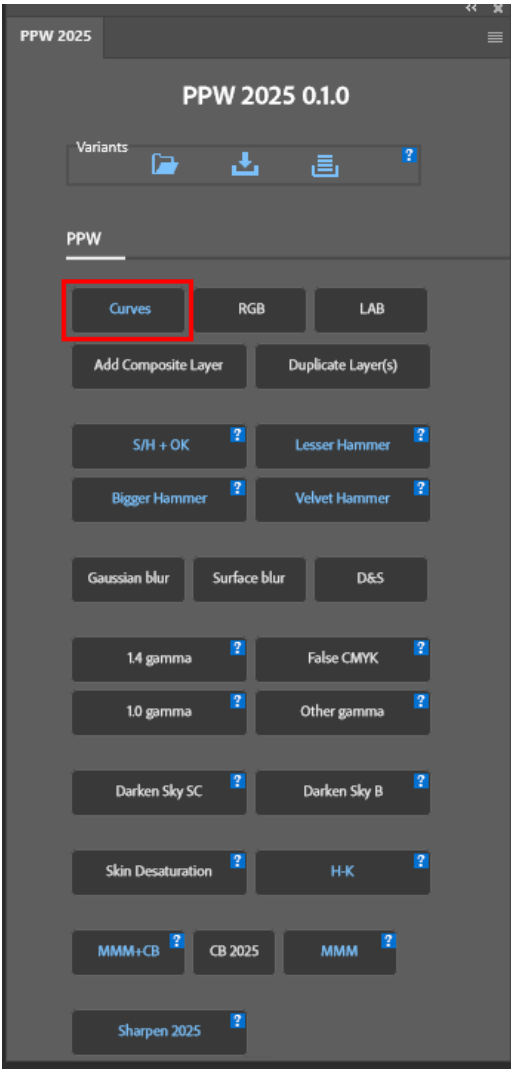 PPW 2025
PPW 2025 0.1.0
Variants
?
PPW
Curves RGB LAB
Add Composite Layer Duplicate Layer(s)
S/H + OK ? Lesser Hammer ?
Bigger Hammer ? Velvet Hammer ?
Gaussian blur Surface blur D&S
1.4 gamma ? False CMYK ?
1.0 gamma ? Other gamma ?
Darken Sky SC ? Darken Sky B ?
Skin Desaturation ? H-K ?
MMM+CB ? CB 2025 MMM ?
Sharpen 2025 ?